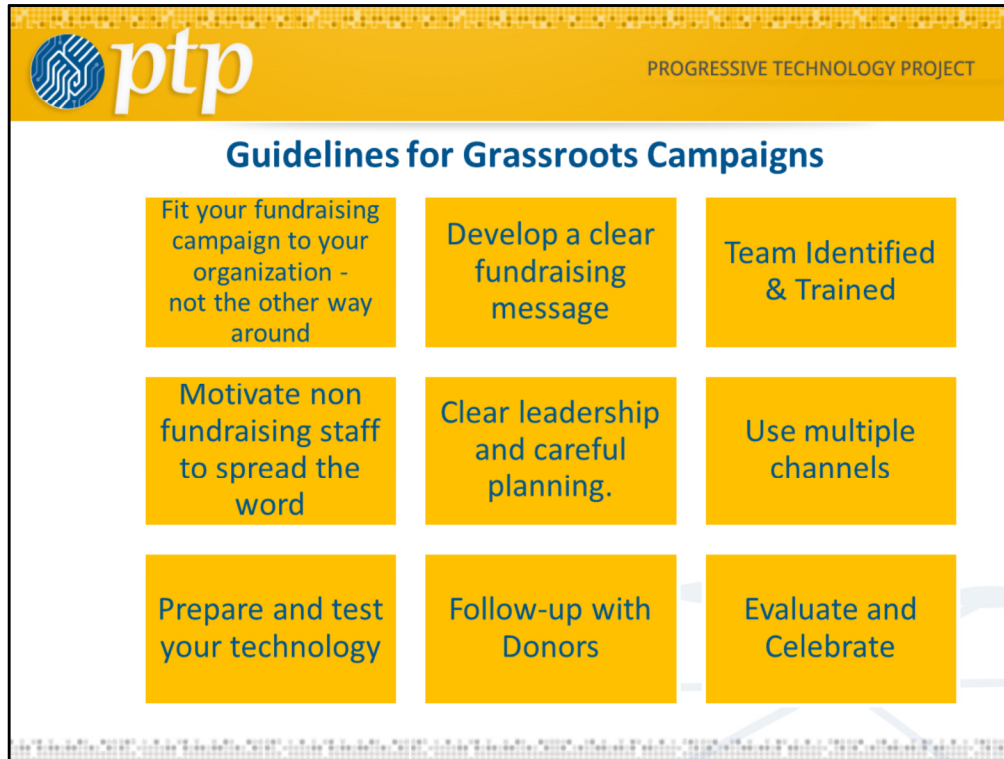 ptp
PROGRESSIVE TECHNOLOGY PROJECT
Guidelines for Grassroots Campaigns
Fit your fundraising
campaign to your
organization -
not the other way
around
Develop a clear
fundraising
message
Team Identified
& Trained
Motivate non
fundraising staff
to spread the
word
Clear leadership
and careful
planning.
Use multiple
channels
Prepare and test
your technology
Follow-up with
Donors
Evaluate and
Celebrate